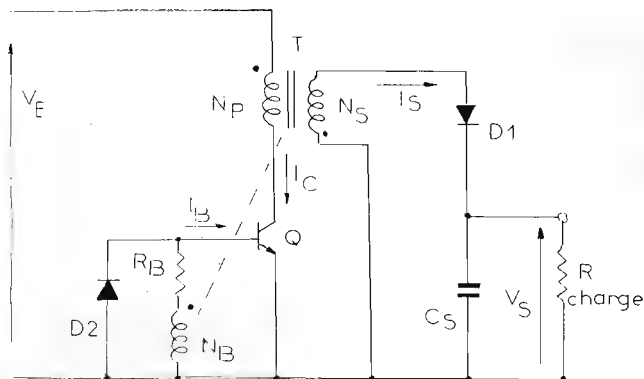 T
V_E
N_P
N_S
I_S
D1
I_C
I_B
Q
R_B
D2
N_B
C_S
V_S
R
charge